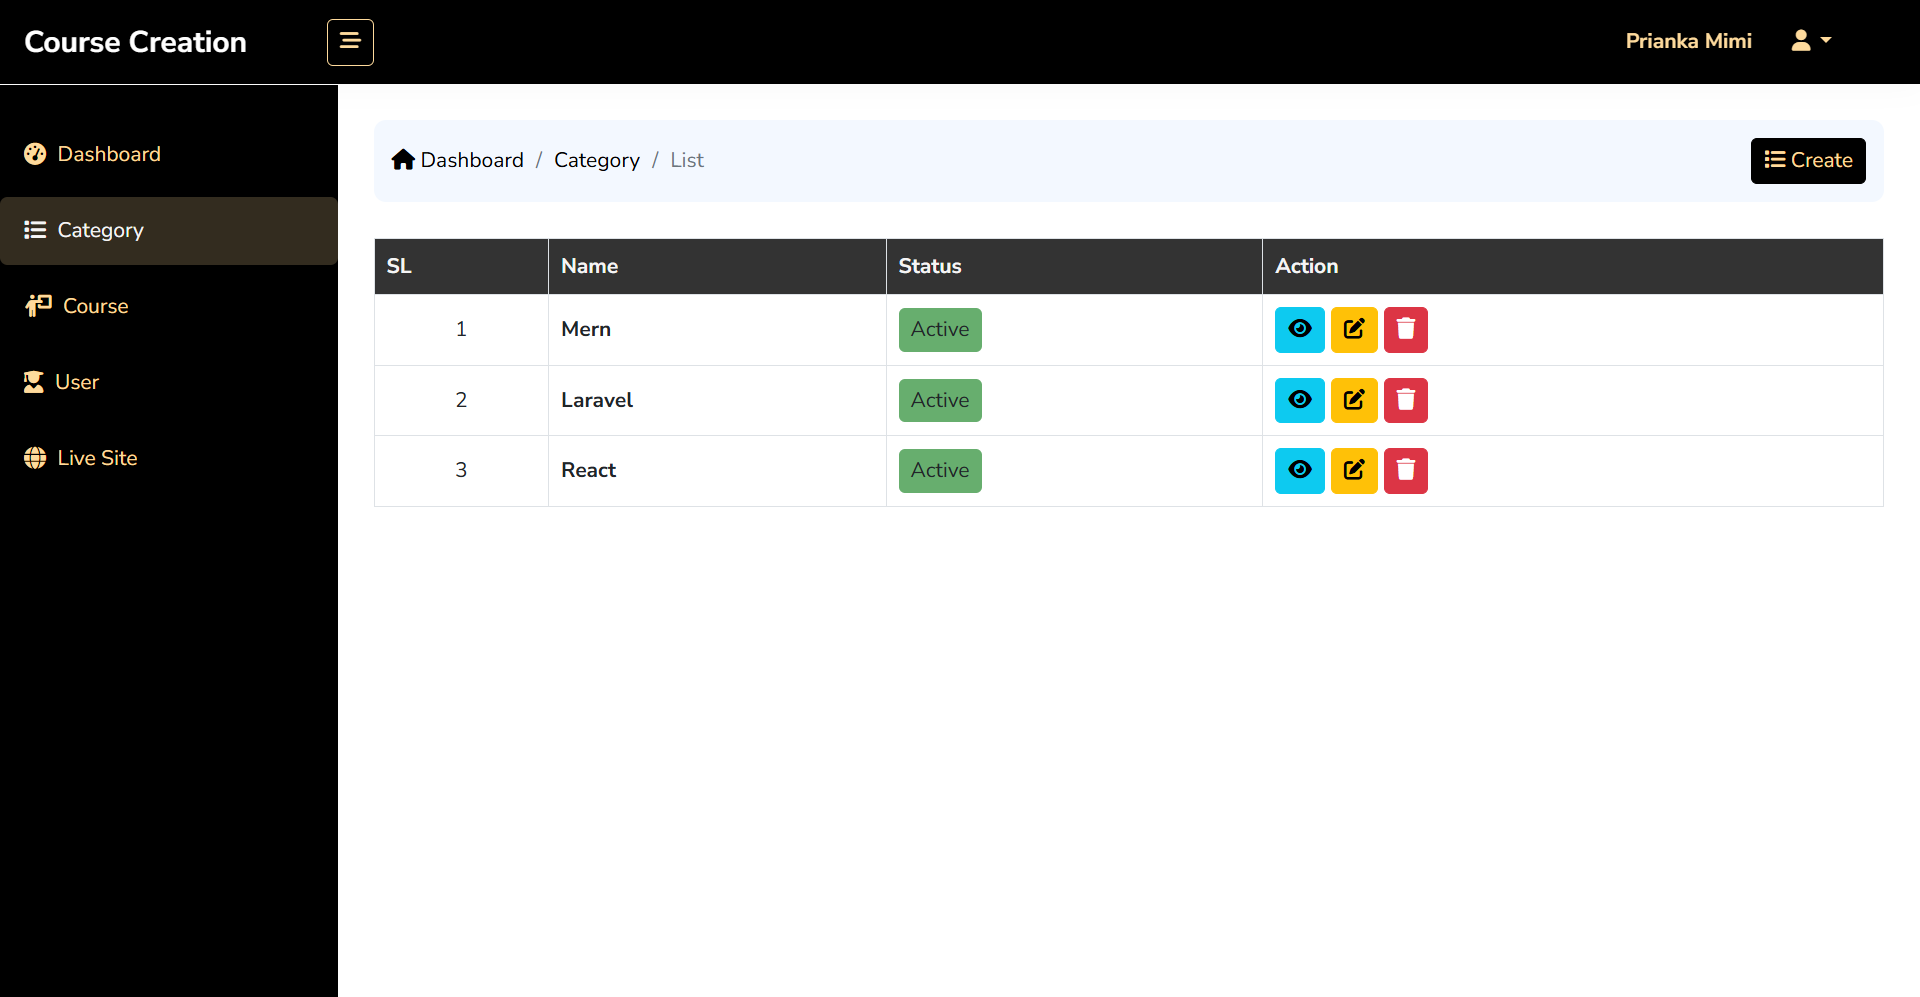 Course Creation
Prianka Mimi
Dashboard
Category
Course
User
Live Site
Dashboard / Category / List
Create
SL Name Status Action
1 Mern Active
2 Laravel Active
3 React Active